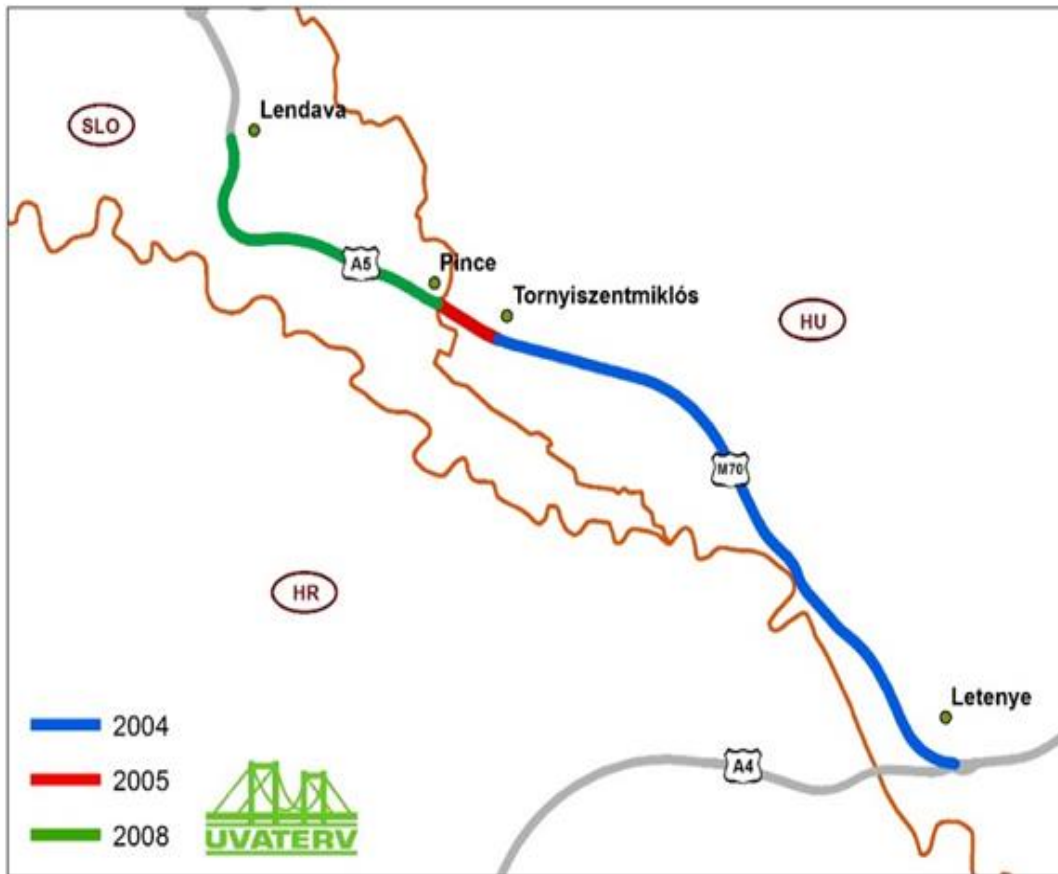 Lendava
SLO
A5
Pince
Tornyiszentmiklós
HU
M70
HR
Letenye
A4
2004
2005
2008
UVATERV